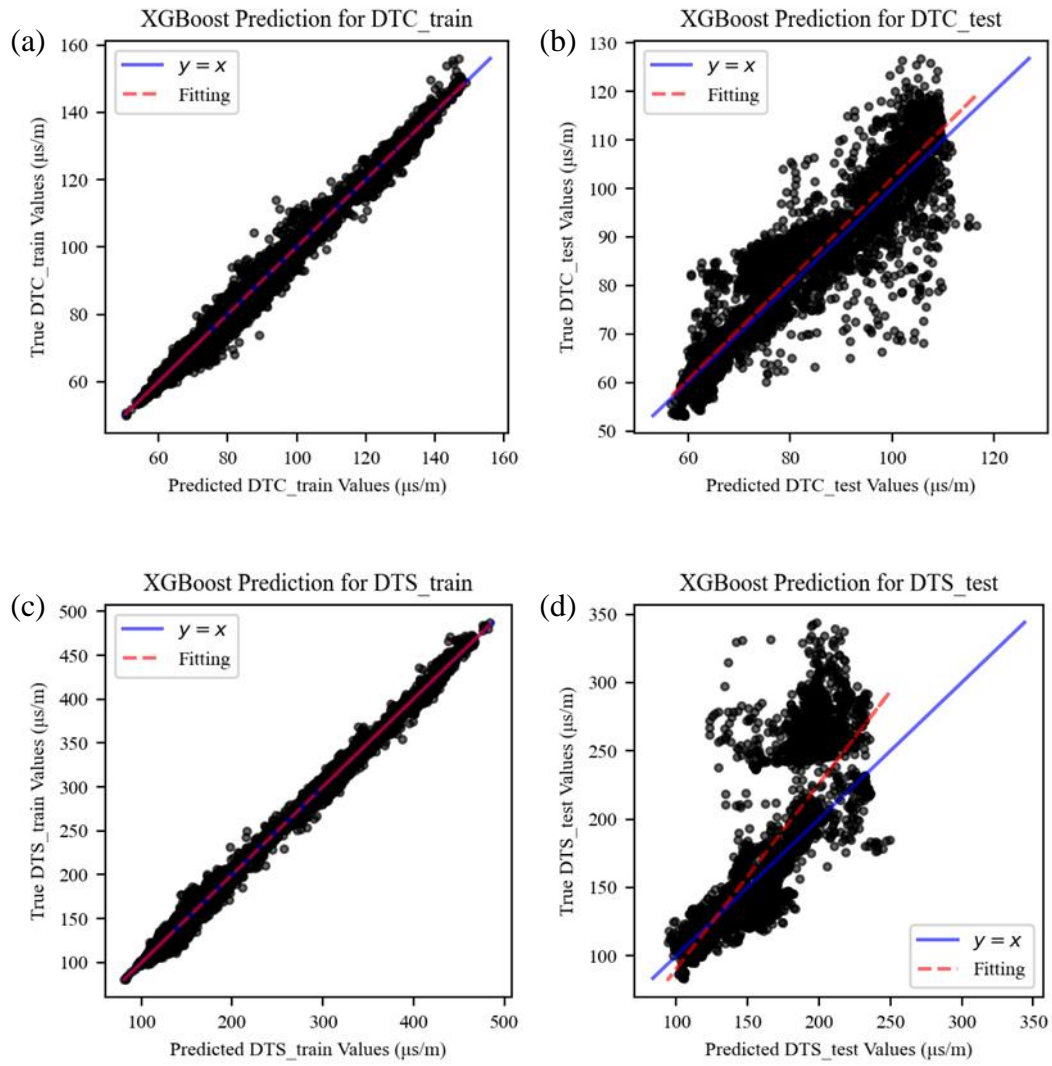 (a)
XGBoost Prediction for DTC_train
160
140
120
100
80
60
True DTC_train Values (μs/m)
y = x
Fitting
60 80 100 120 140 160
Predicted DTC_train Values (μs/m)
(b)
XGBoost Prediction for DTC_test
130
120
110
100
90
80
70
60
50
True DTC_test Values (μs/m)
y = x
Fitting
60 80 100 120
Predicted DTC_test Values (μs/m)
(c)
XGBoost Prediction for DTS_train
500
450
400
350
300
250
200
150
100
True DTS_train Values (μs/m)
y = x
Fitting
100 200 300 400 500
Predicted DTS_train Values (μs/m)
(d)
XGBoost Prediction for DTS_test
350
300
250
200
150
100
True DTS_test Values (μs/m)
y = x
Fitting
100 150 200 250 300 350
Predicted DTS_test Values (μs/m)